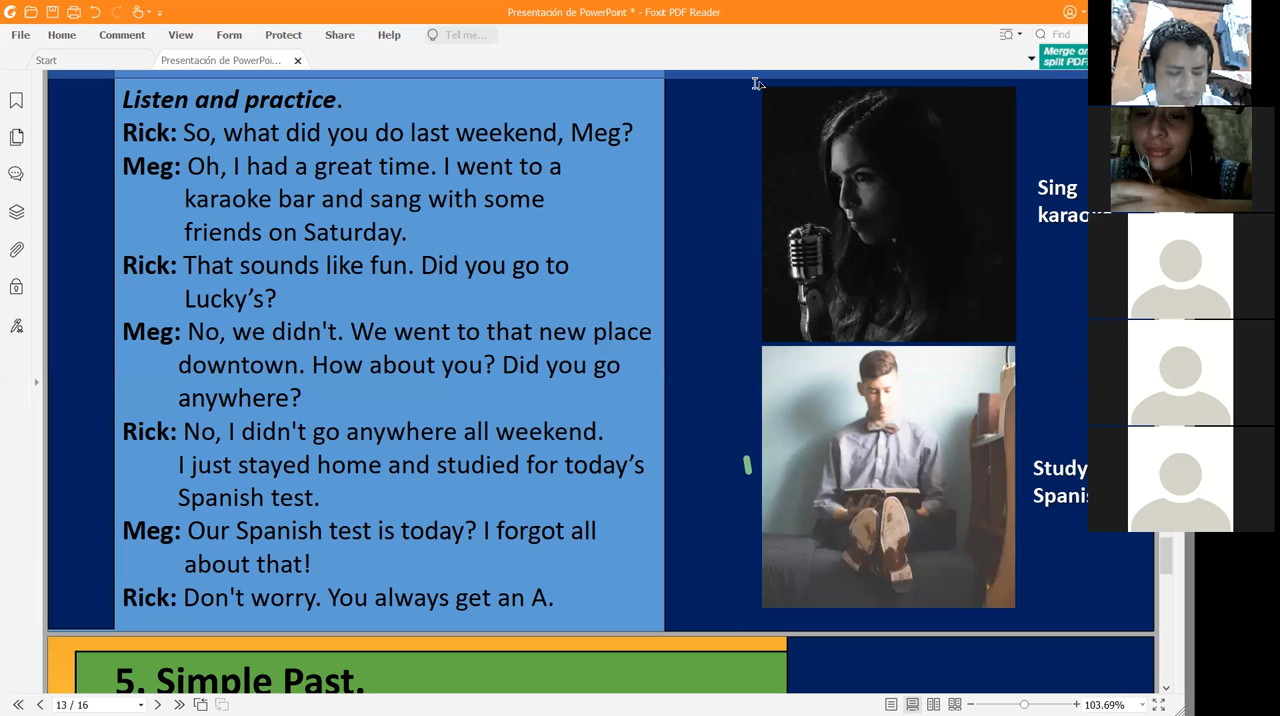 Presentación de PowerPoint * - Foxit PDF Reader
File Home Comment View Form Protect Share Help Tell me... Find
Start Presentación de PowerPoi... Merge an
split PDF
Listen and practice.
Rick: So, what did you do last weekend, Meg?
Meg: Oh, I had a great time. I went to a
karaoke bar and sang with some
friends on Saturday.
Rick: That sounds like fun. Did you go to
Lucky's?
Meg: No, we didn't. We went to that new place
downtown. How about you? Did you go
anywhere?
Rick: No, I didn't go anywhere all weekend.
I just stayed home and studied for today's
Spanish test.
Meg: Our Spanish test is today? I forgot all
about that!
Rick: Don't worry. You always get an A.
Sing
Study
5. Simple Past.
13 / 16 103.69%